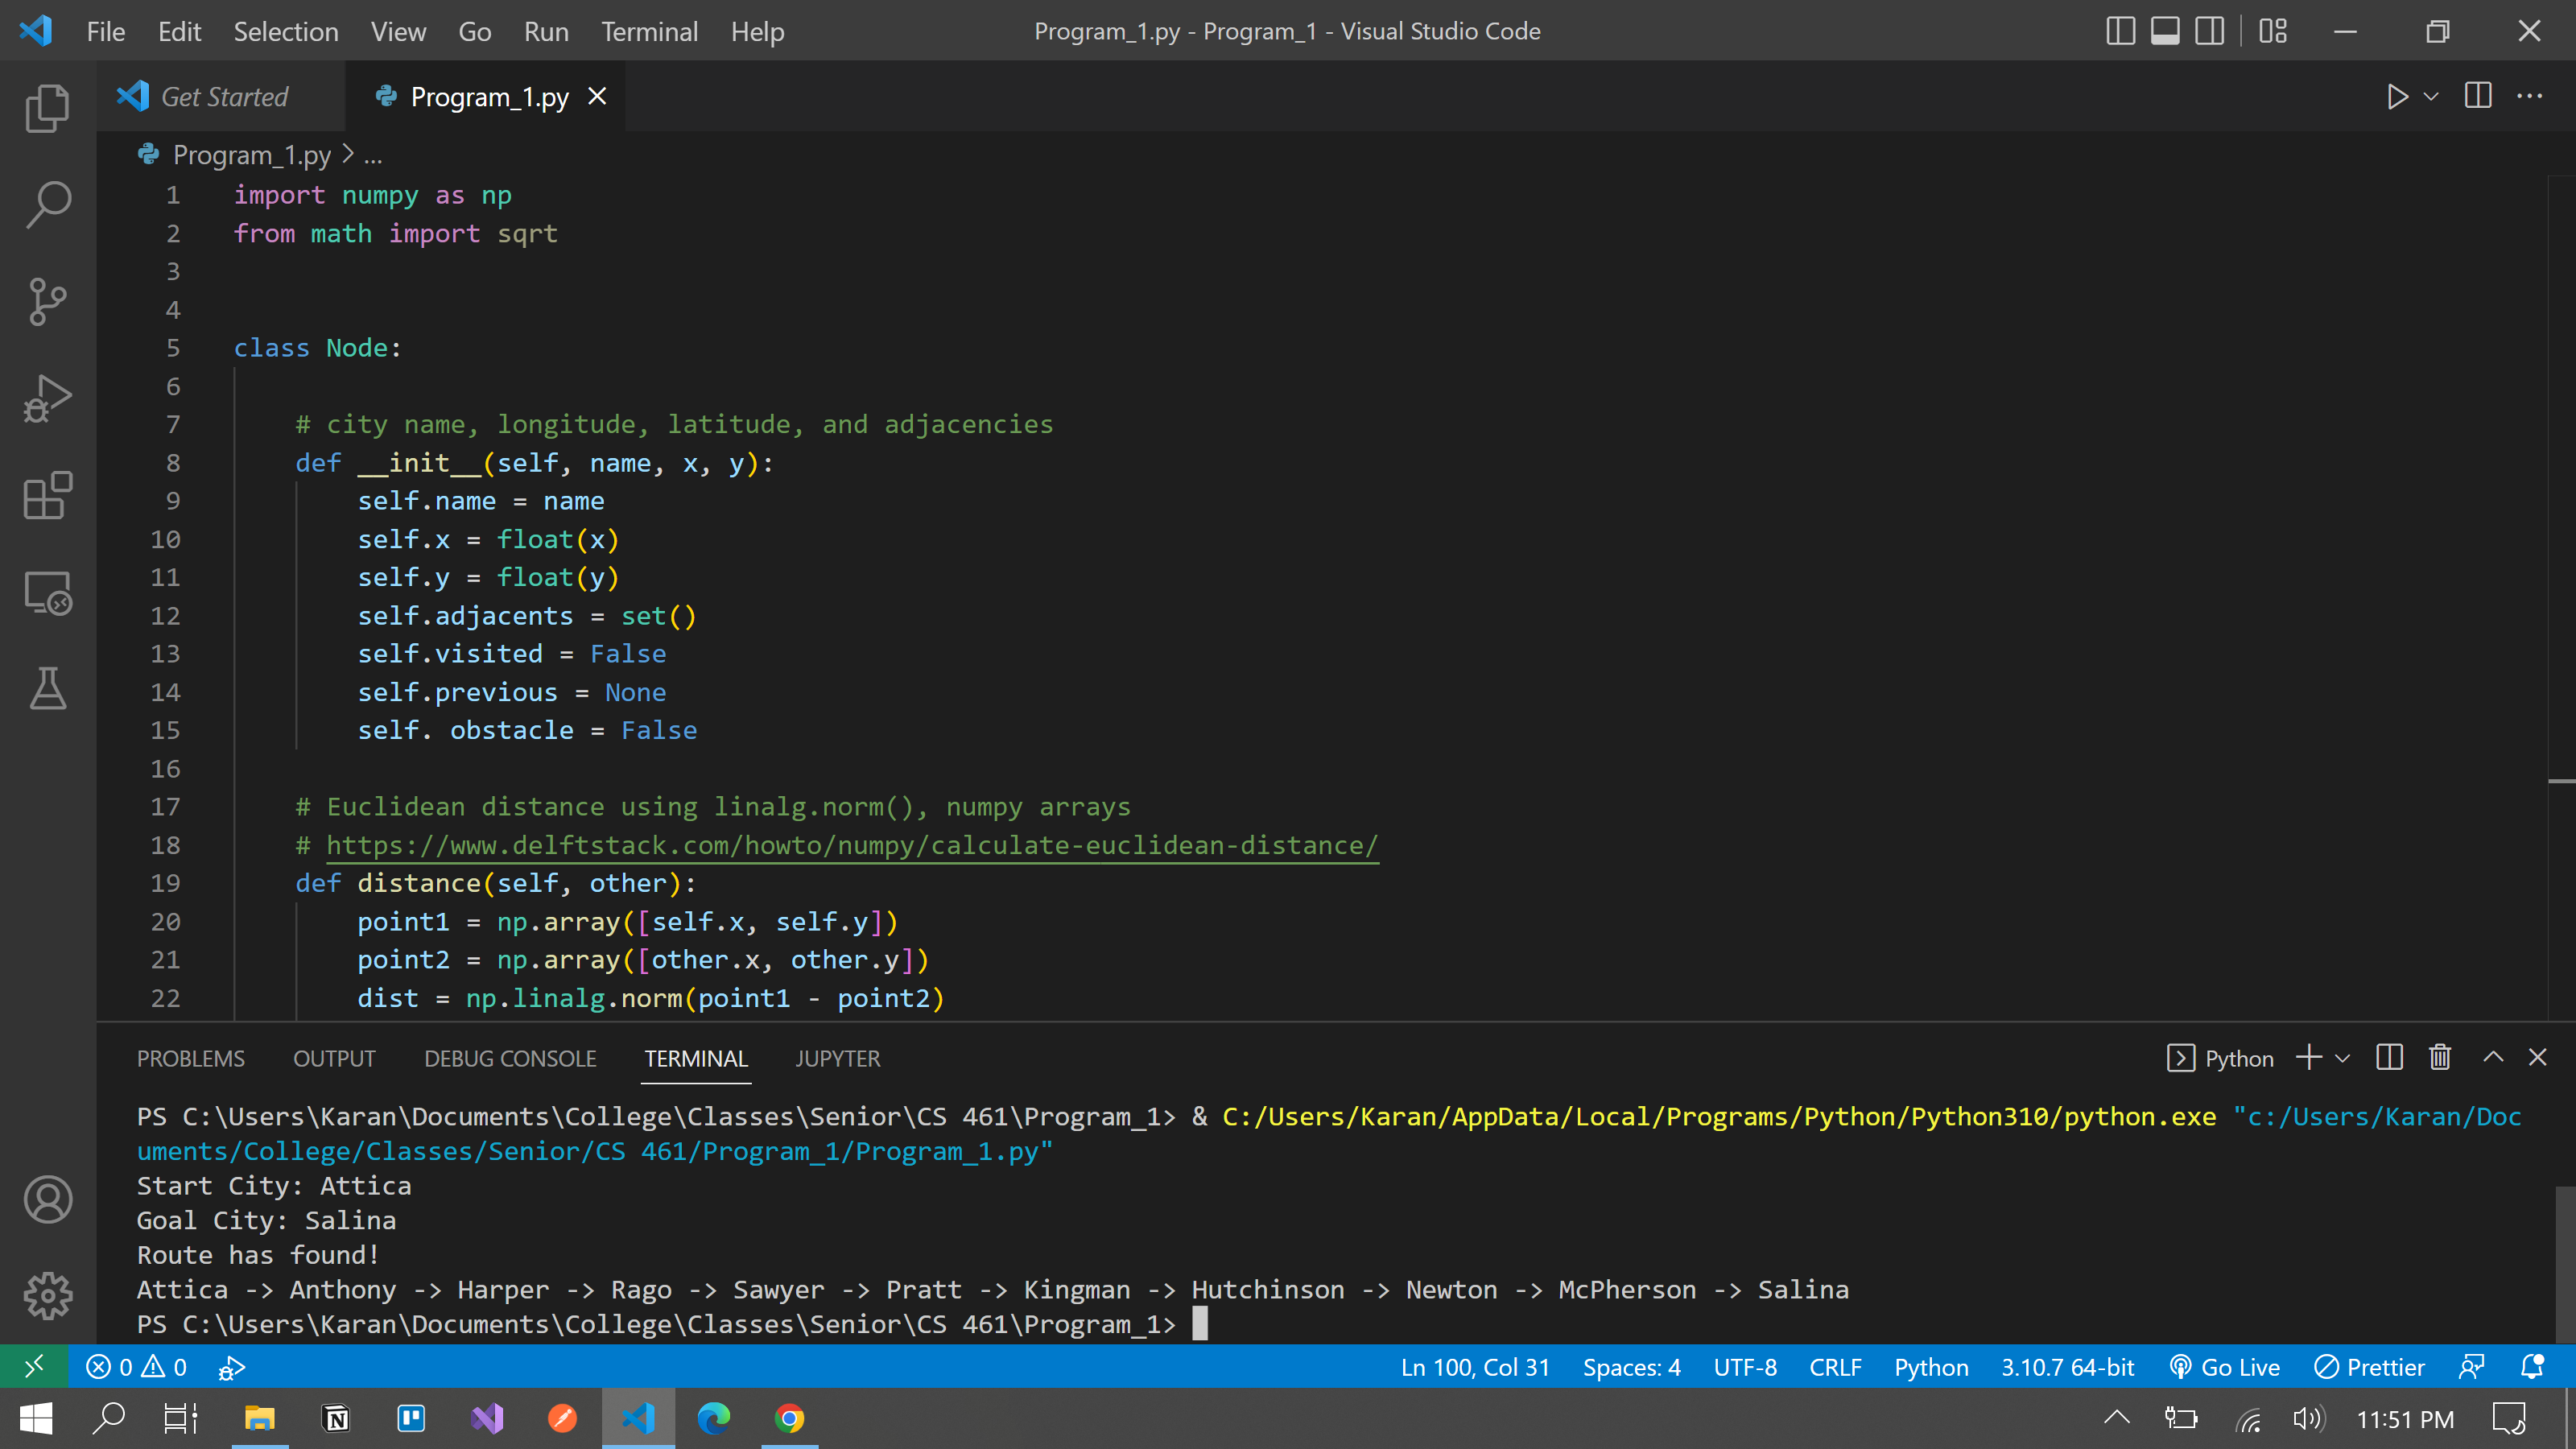 File Edit Selection View Go Run Terminal Help Program_1.py - Program_1 - Visual Studio Code
Get Started Program_1.py
Program_1.py > ...
1 import numpy as np
2 from math import sqrt
3
4
5 class Node:
6
7 # city name, longitude, latitude, and adjacencies
8 def __init__(self, name, x, y):
9 self.name = name
10 self.x = float(x)
11 self.y = float(y)
12 self.adjacents = set()
13 self.visited = False
14 self.previous = None
15 self. obstacle = False
16
17 # Euclidean distance using linalg.norm(), numpy arrays
18 # https://www.delftstack.com/howto/numpy/calculate-euclidean-distance/
19 def distance(self, other):
20 point1 = np.array([self.x, self.y])
21 point2 = np.array([other.x, other.y])
22 dist = np.linalg.norm(point1 - point2)
PROBLEMS OUTPUT DEBUG CONSOLE TERMINAL JUPYTER Python
PS C:\Users\Karan\Documents\College\Classes\Senior\CS 461\Program_1> & C:/Users/Karan/AppData/Local/Programs/Python/Python310/python.exe "c:/Users/Karan/Doc
uments/College/Classes/Senior/CS 461/Program_1/Program_1.py"
Start City: Attica
Goal City: Salina
Route has found!
Attica -> Anthony -> Harper -> Rago -> Sawyer -> Pratt -> Kingman -> Hutchinson -> Newton -> McPherson -> Salina
PS C:\Users\Karan\Documents\College\Classes\Senior\CS 461\Program_1>
0 0 Ln 100, Col 31 Spaces: 4 UTF-8 CRLF Python 3.10.7 64-bit Go Live Prettier
11:51 PM